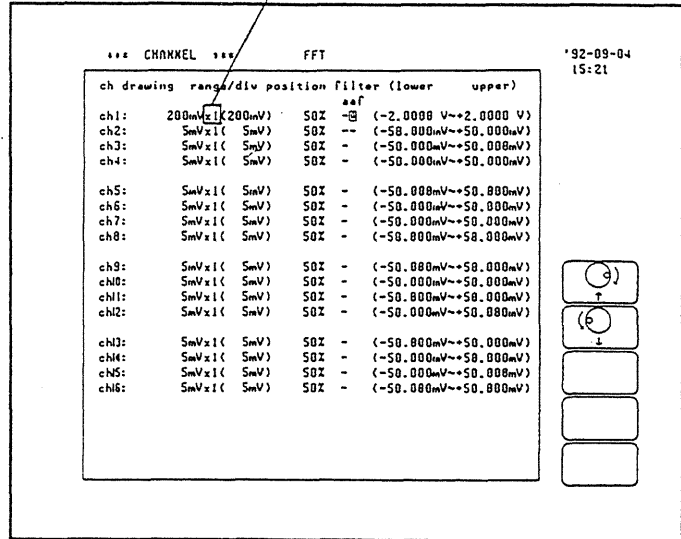 *** CHANNEL *** FFT '92-09-04
15:21
ch drawing range/div position filter (lower upper)
aaf
ch1: 200mVx1(200mV) 50% - (-2.0000 V~+2.0000 V)
ch2: 5mVx1( 5mV) 50% -- (-50.000mV~+50.000mV)
ch3: 5mVx1( 5mV) 50% - (-50.000mV~+50.000mV)
ch4: 5mVx1( 5mV) 50% - (-50.000mV~+50.000mV)
ch5: 5mVx1( 5mV) 50% - (-50.000mV~+50.000mV)
ch6: 5mVx1( 5mV) 50% - (-50.000mV~+50.000mV)
ch7: 5mVx1( 5mV) 50% - (-50.000mV~+50.000mV)
ch8: 5mVx1( 5mV) 50% - (-50.000mV~+50.000mV)
ch9: 5mVx1( 5mV) 50% - (-50.000mV~+50.000mV)
ch10: 5mVx1( 5mV) 50% - (-50.000mV~+50.000mV)
ch11: 5mVx1( 5mV) 50% - (-50.000mV~+50.000mV)
ch12: 5mVx1( 5mV) 50% - (-50.000mV~+50.000mV)
ch13: 5mVx1( 5mV) 50% - (-50.000mV~+50.000mV)
ch14: 5mVx1( 5mV) 50% - (-50.000mV~+50.000mV)
ch15: 5mVx1( 5mV) 50% - (-50.000mV~+50.000mV)
ch16: 5mVx1( 5mV) 50% - (-50.000mV~+50.000mV)
↑
↓